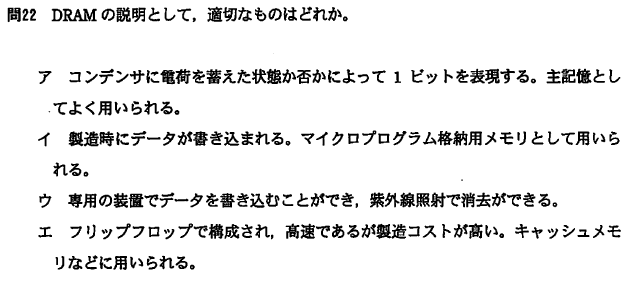 問22 DRAMの説明として，適切なものはどれか。
ア コンデンサに電荷を蓄えた状態か否かによって1ビットを表現する。主記憶とし
てよく用いられる。
イ 製造時にデータが書き込まれる。マイクロプログラム格納用メモリとして用いら
れる。
ウ 専用の装置でデータを書き込むことができ，紫外線照射で消去ができる。
エ フリップフロップで構成され，高速であるが製造コストが高い。キャッシュメモ
リなどに用いられる。